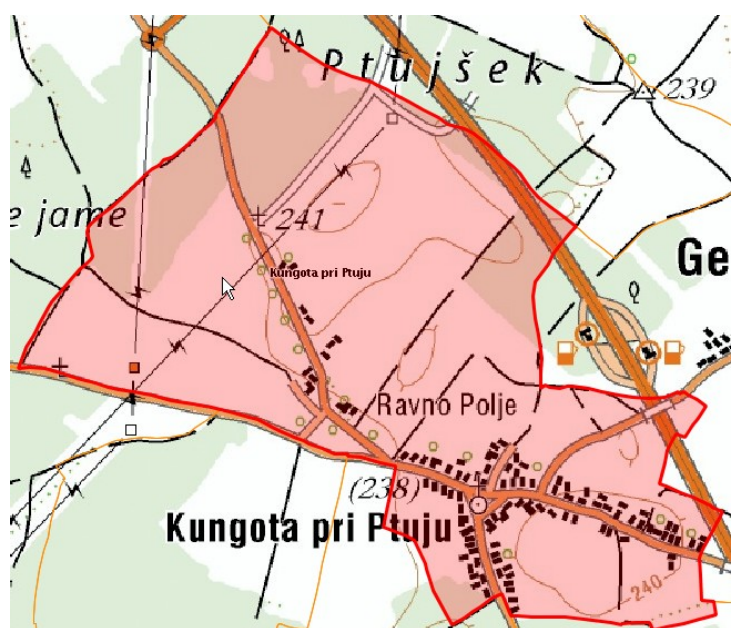 Ptujšek
239
e jame
241
Ge
Kungota pri Ptuju
Ravno Polje
(238)
Kungota pri Ptuju
240